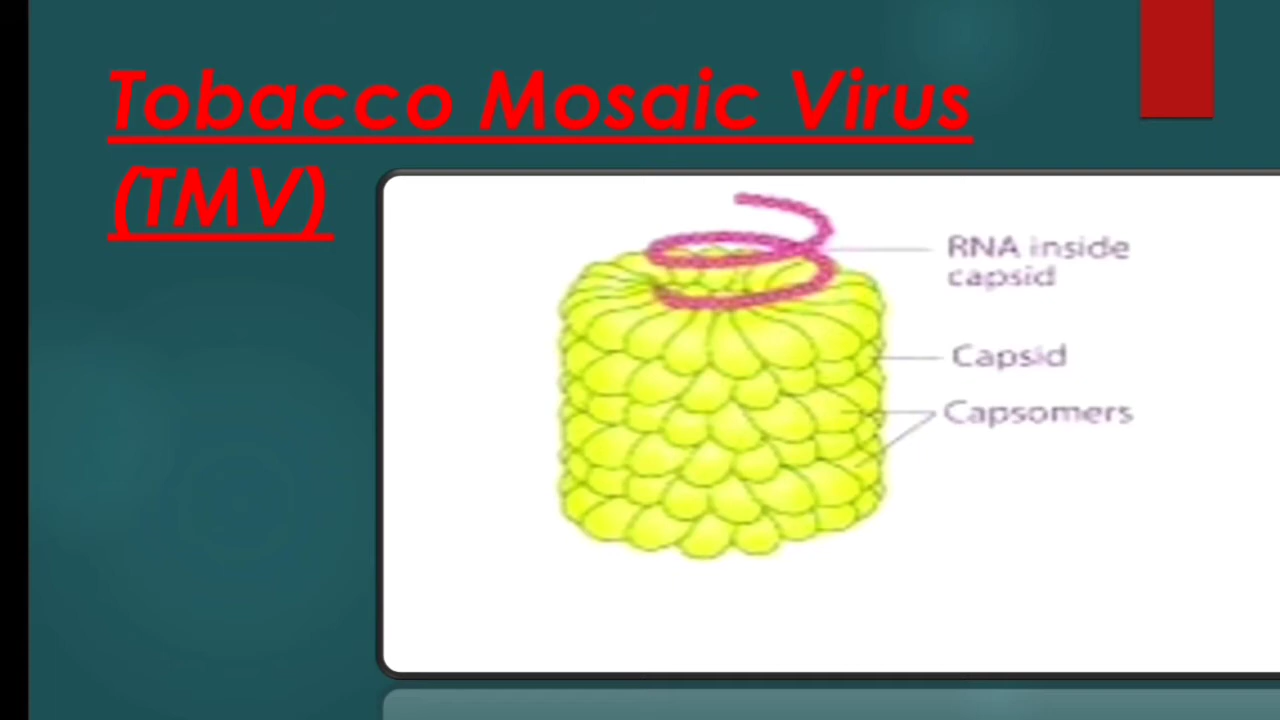 Tobacco Mosaic Virus
(TMV)
RNA inside
capsid
Capsid
Capsomers